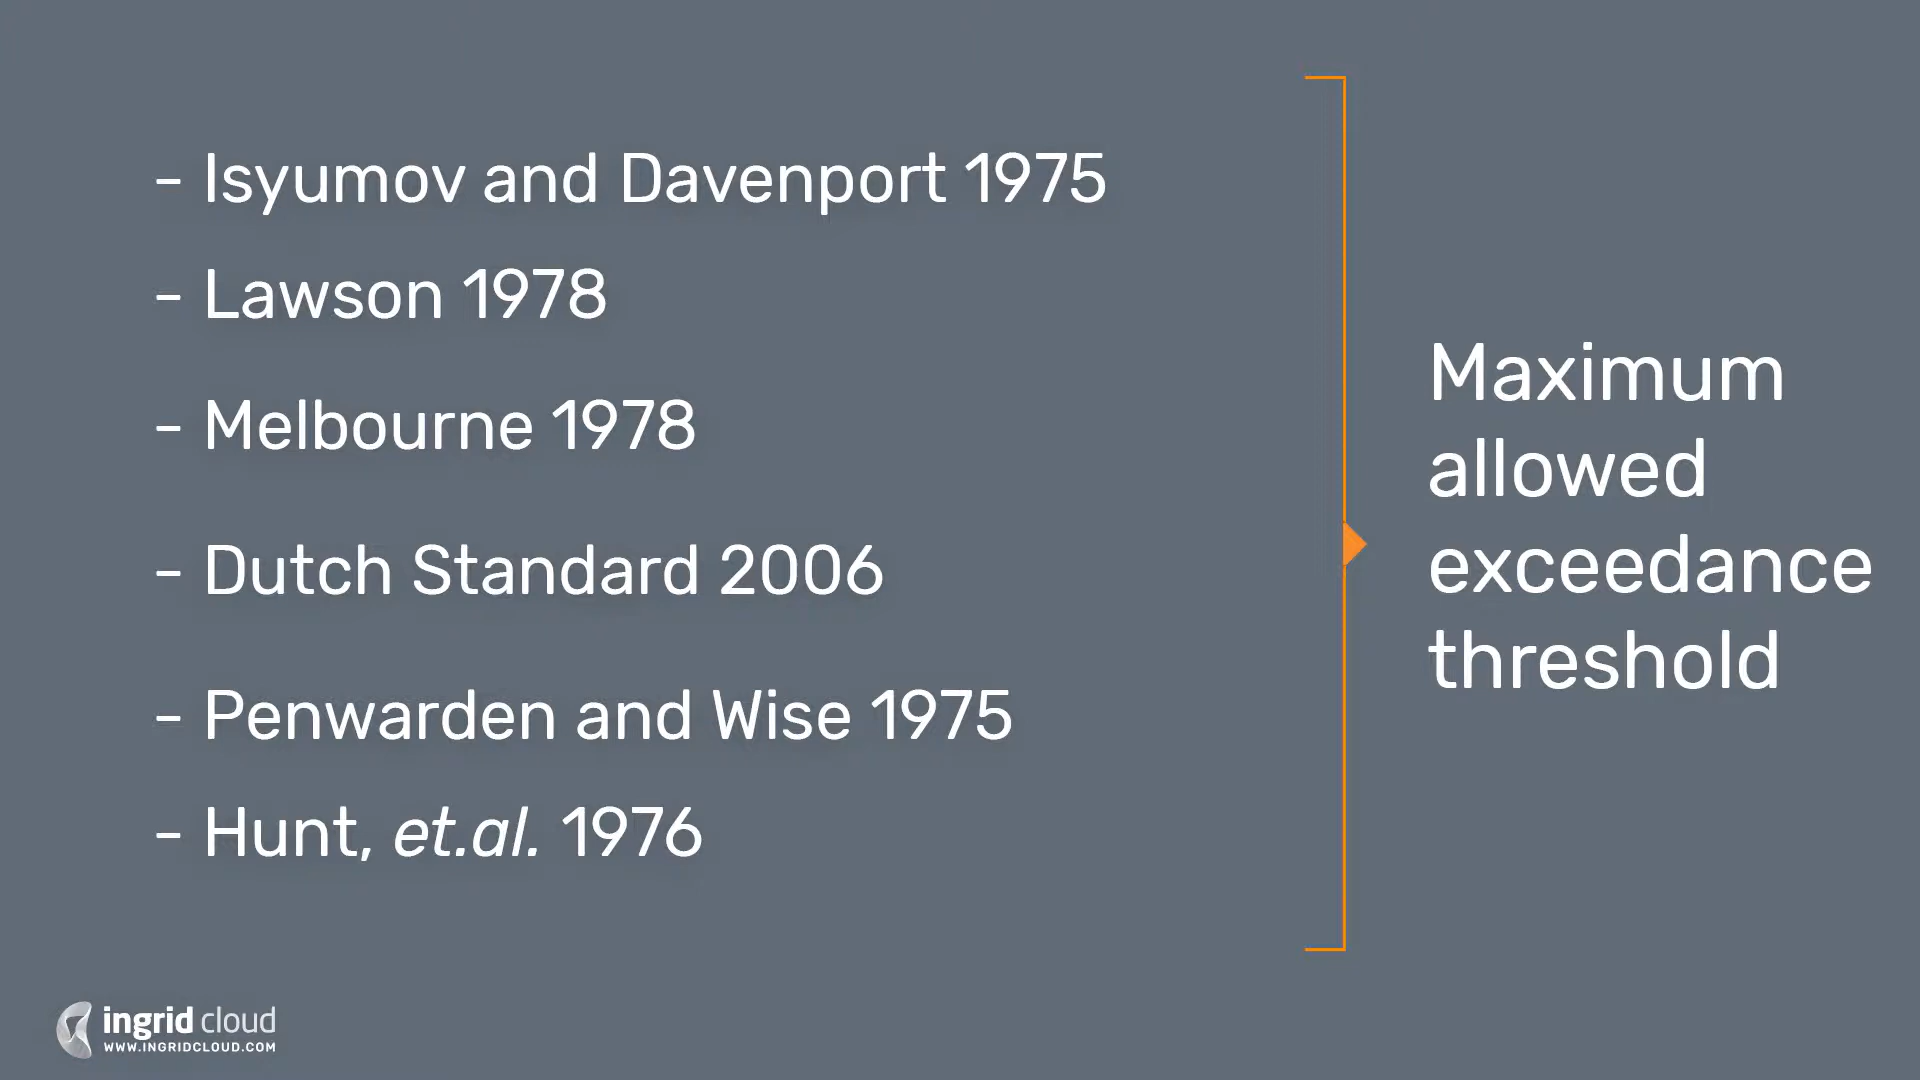 - Isyumov and Davenport 1975
- Lawson 1978
- Melbourne 1978
- Dutch Standard 2006
- Penwarden and Wise 1975
- Hunt, et.al. 1976
Maximum
allowed
exceedance
threshold
ingrid cloud
WWW.INGRIDCLOUD.COM